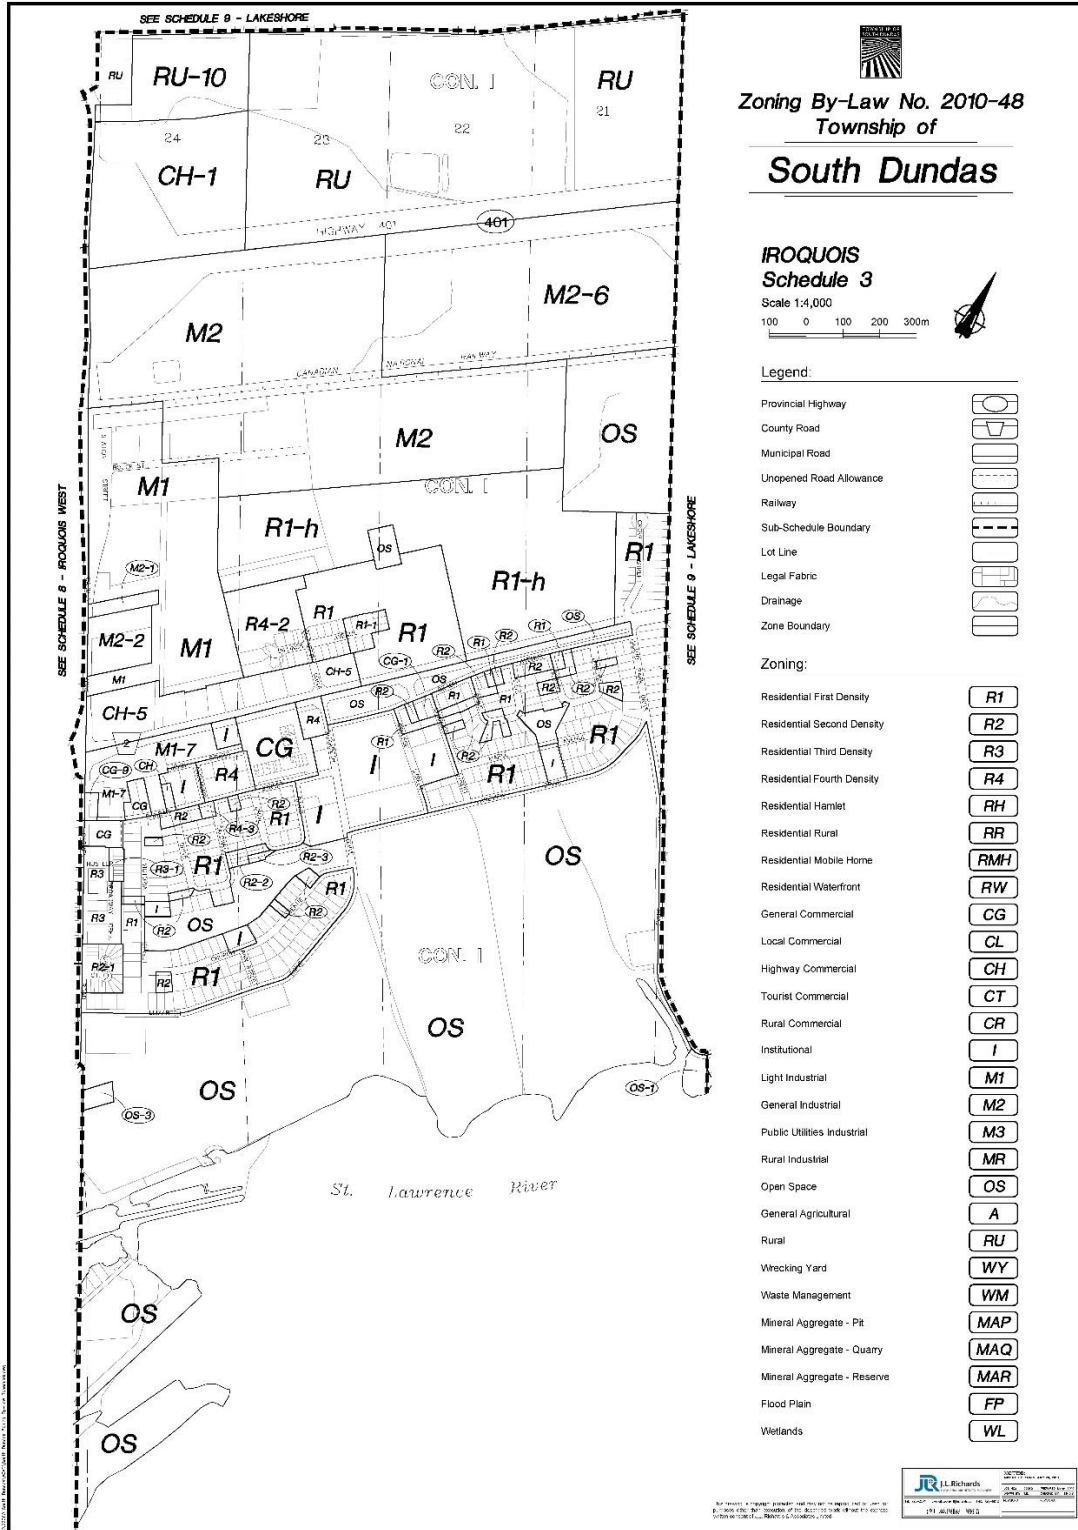 SEE SCHEDULE 9 - LAKESHORE
RU
RU-10
CON. I
RU
24
23
22
21
CH-1
RU
HIGHWAY 401
401
M2-6
M2
CANADIAN
NATIONAL
RAILWAY
M2
OS
M1
CON. I
SEE SCHEDULE 8 - IROQUOIS WEST
SEE SCHEDULE 9 - LAKESHORE
R1-h
OS
R1
M2-1
R1-h
M2-2
R4-2
R1
R1-1
R1
OS
M1
R2
R1
R2
R1
M1
CH-5
CG-1
OS
CH-5
R2
OS
R4
I
CG
M1-7
2
R1
I
I
R2
R1
R2
R2
R2
R2
OS
R1
I
R1
CG-9
CH
I
R4
M1-7
CG
R2
R2
R1
I
CG
R2
R4-3
R3
R3-1
R1
R2-3
R2-2
R1
OS
R3
R1
I
R2
OS
R2
I
R2-1
R2
R1
CON. I
OS
OS
OS-3
OS-1
St. Lawrence River
OS
OS
Zoning By-Law No. 2010-48
Township of
South Dundas
IROQUOIS
Schedule 3
Scale 1:4,000
100 0 100 200 300m
Legend:
Provincial Highway
County Road
Municipal Road
Unopened Road Allowance
Railway
Sub-Schedule Boundary
Lot Line
Legal Fabric
Drainage
Zone Boundary
Zoning:
Residential First Density R1
Residential Second Density R2
Residential Third Density R3
Residential Fourth Density R4
Residential Hamlet RH
Residential Rural RR
Residential Mobile Home RMH
Residential Waterfront RW
General Commercial CG
Local Commercial CL
Highway Commercial CH
Tourist Commercial CT
Rural Commercial CR
Institutional I
Light Industrial M1
General Industrial M2
Public Utilities Industrial M3
Rural Industrial MR
Open Space OS
General Agricultural A
Rural RU
Wrecking Yard WY
Waste Management WM
Mineral Aggregate - Pit MAP
Mineral Aggregate - Quarry MAQ
Mineral Aggregate - Reserve MAR
Flood Plain FP
Wetlands WL
JLR J.L.Richards